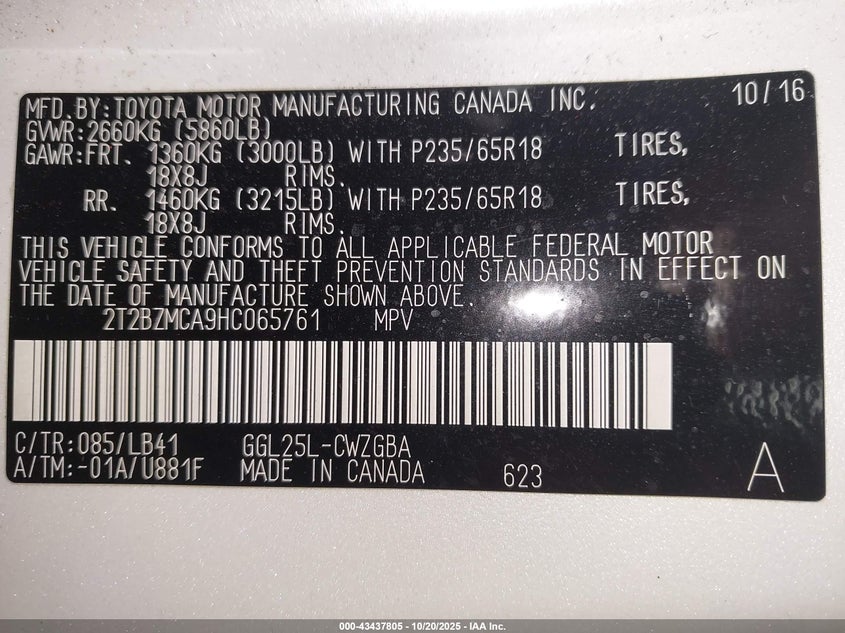 MFD.BY:TOYOTA MOTOR MANUFACTURING CANADA INC. 10/16
GVWR:2660KG (5860LB)
GAWR:FRT. 1360KG (3000LB) WITH P235/65R18 TIRES,
18X8J RIMS.
RR. 1460KG (3215LB) WITH P235/65R18 TIRES,
18X8J RIMS.
THIS VEHICLE CONFORMS TO ALL APPLICABLE FEDERAL MOTOR
VEHICLE SAFETY AND THEFT PREVENTION STANDARDS IN EFFECT ON
THE DATE OF MANUFACTURE SHOWN ABOVE.
2T2BZMCA9HC065761 MPV
C/TR:085/LB41 GGL25L-CWZGBA
A/TM:-01A/U881F MADE IN CANADA 623 A
000-43437805 - 10/20/2025 - IAA Inc.